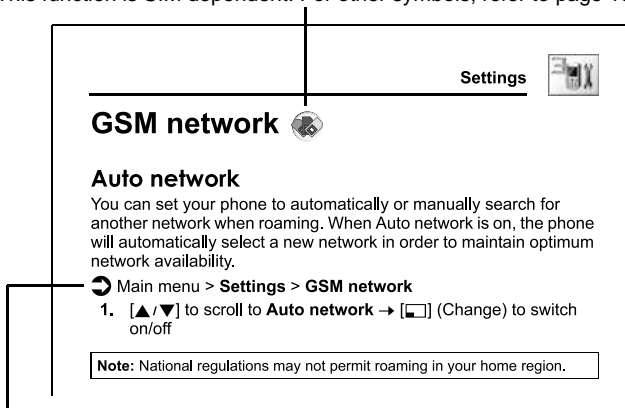 This function is SIM dependent. For other symbols, refer to page
Settings
GSM network
Auto network
You can set your phone to automatically or manually search for
another network when roaming. When Auto network is on, the phone
will automatically select a new network in order to maintain optimum
network availability.
Main menu > Settings > GSM network
1. [▲/▼] to scroll to Auto network → [ ] (Change) to switch
on/off
Note: National regulations may not permit roaming in your home region.